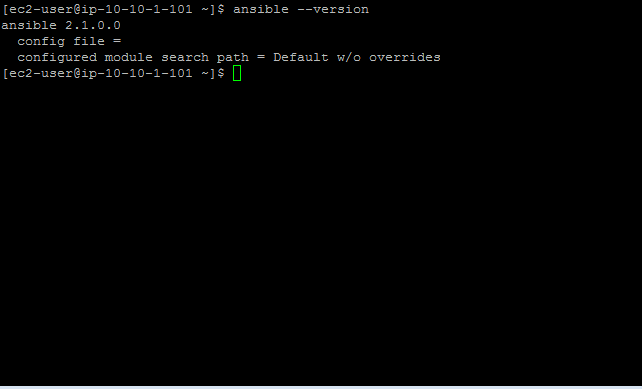 [ec2-user@ip-10-10-1-101 ~]$ ansible --version
ansible 2.1.0.0
  config file =
  configured module search path = Default w/o overrides
[ec2-user@ip-10-10-1-101 ~]$